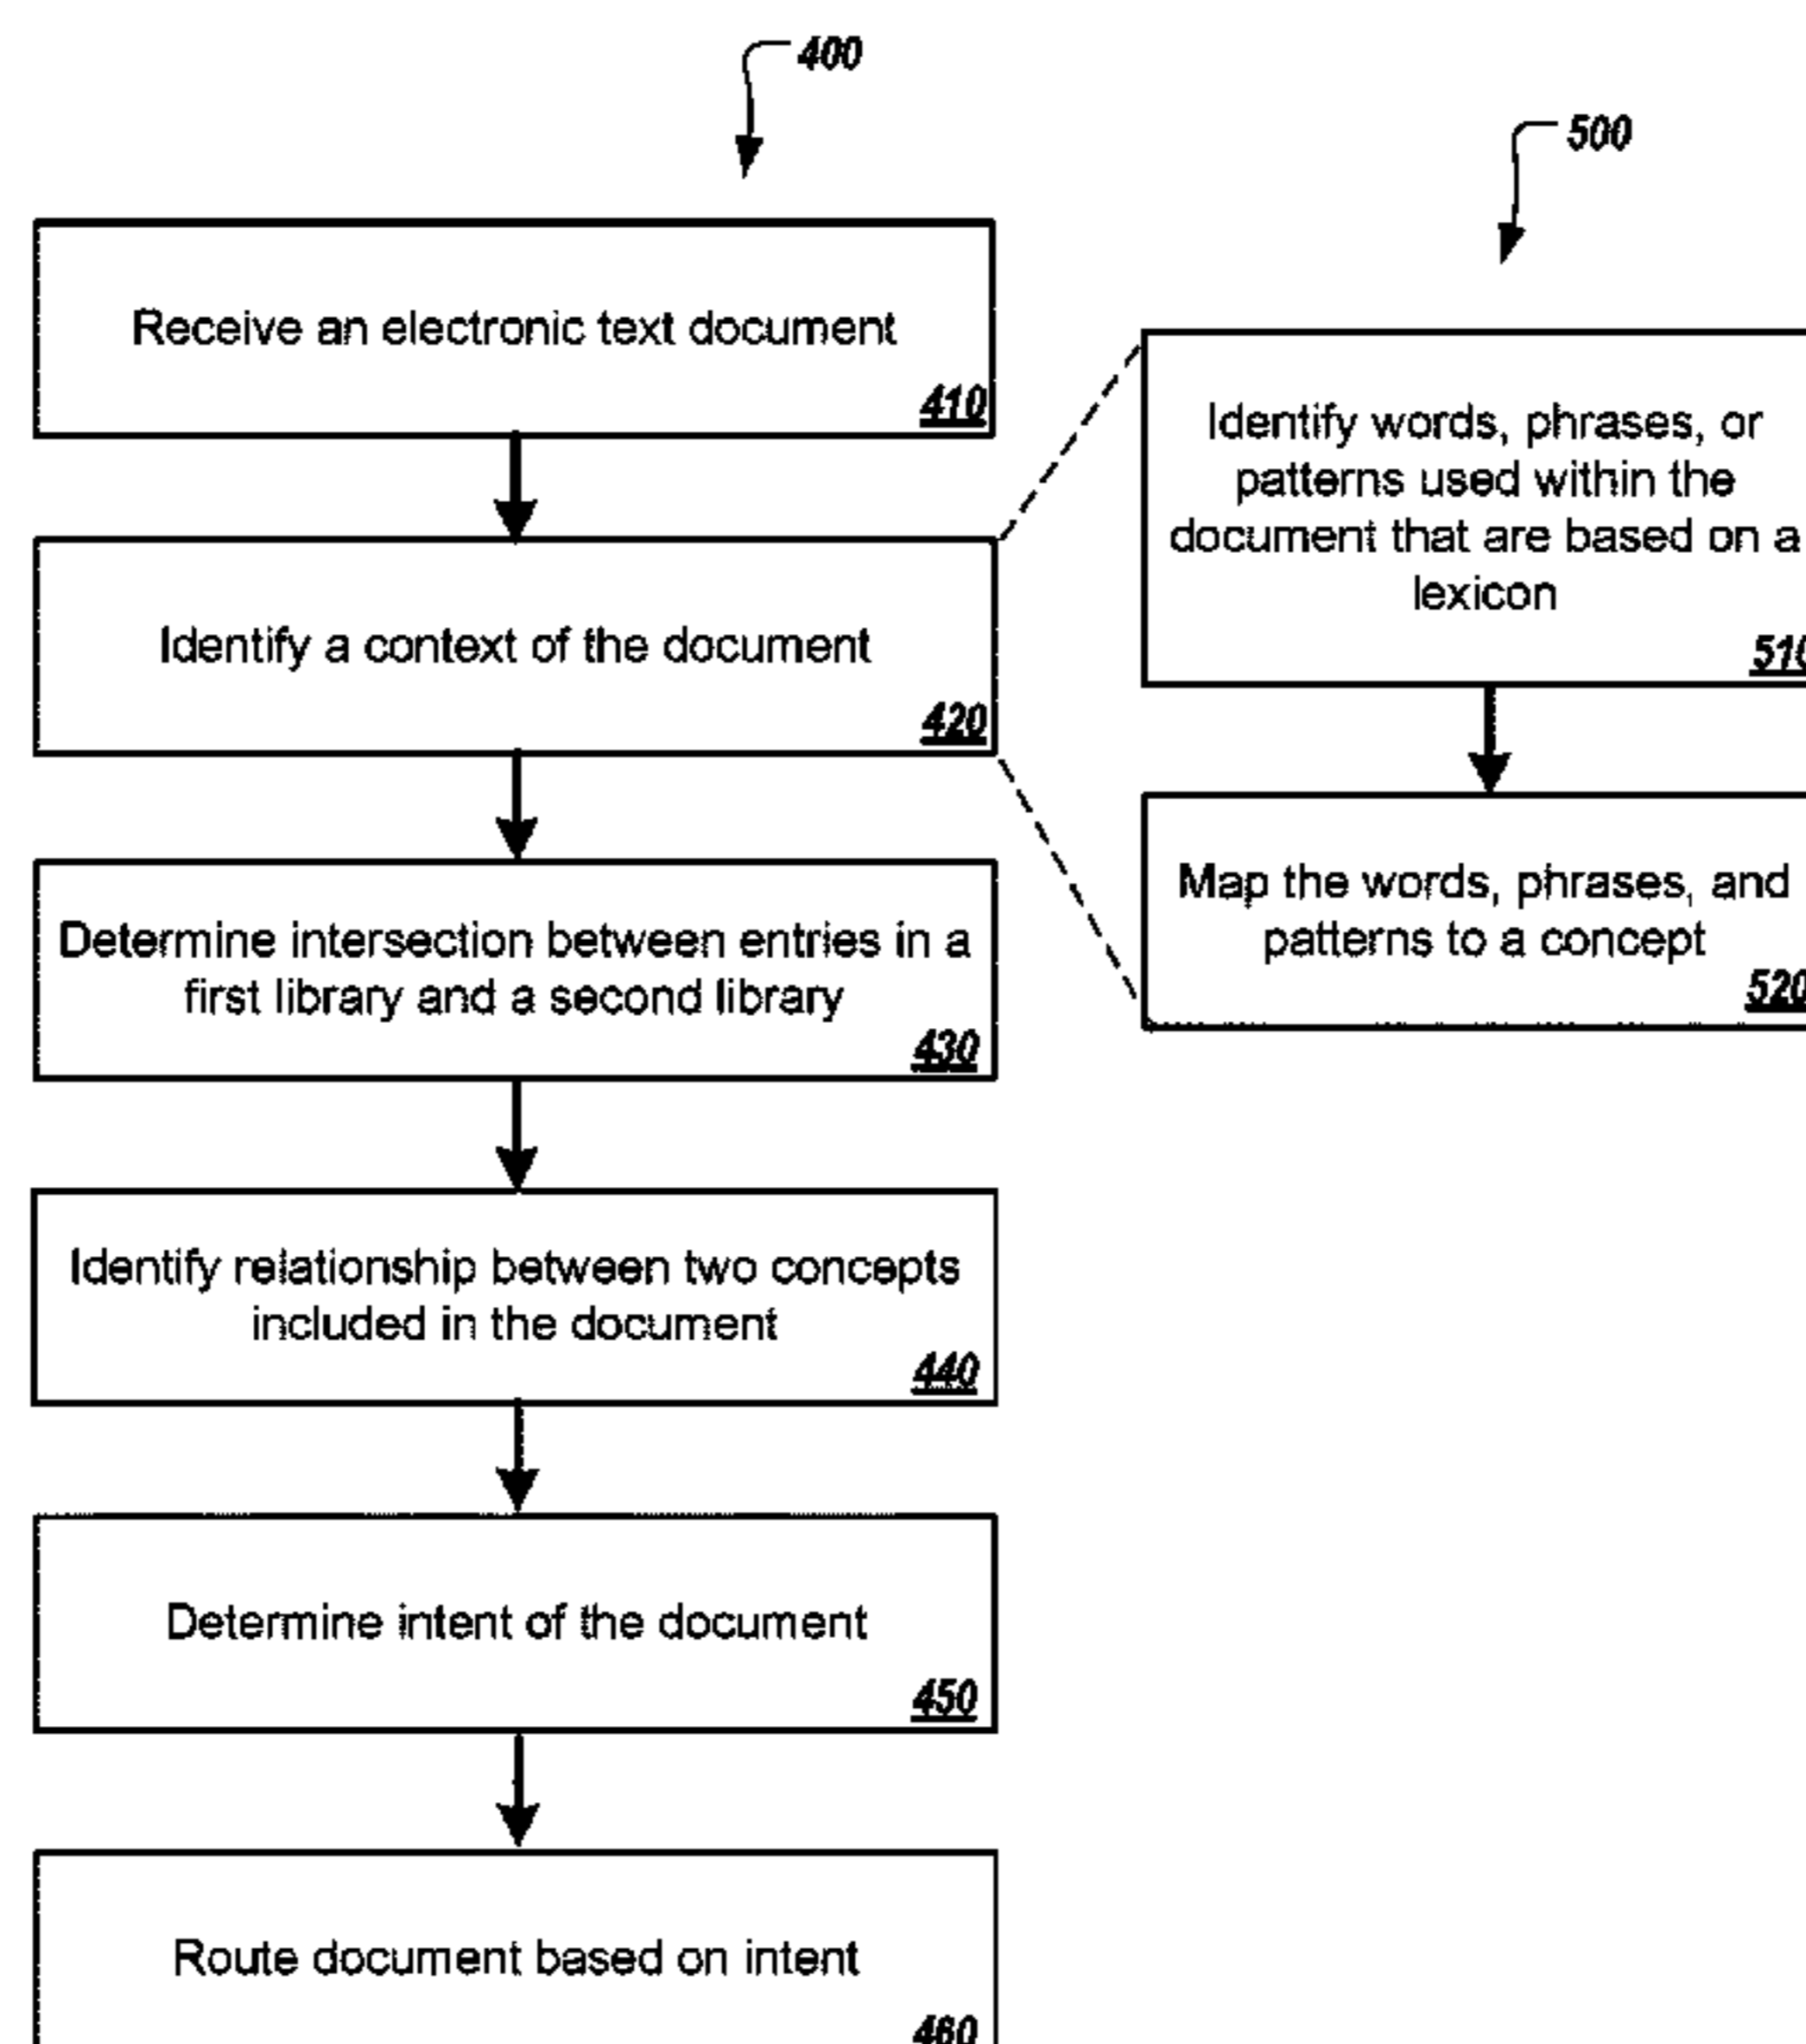 400
Receive an electronic text document
410
Identify a context of the document
420
Determine intersection between entries in a
first library and a second library
430
Identify relationship between two concepts
included in the document
440
Determine intent of the document
450
Route document based on intent
460
500
Identify words, phrases, or
patterns used within the
document that are based on a
lexicon
510
Map the words, phrases, and
patterns to a concept
520